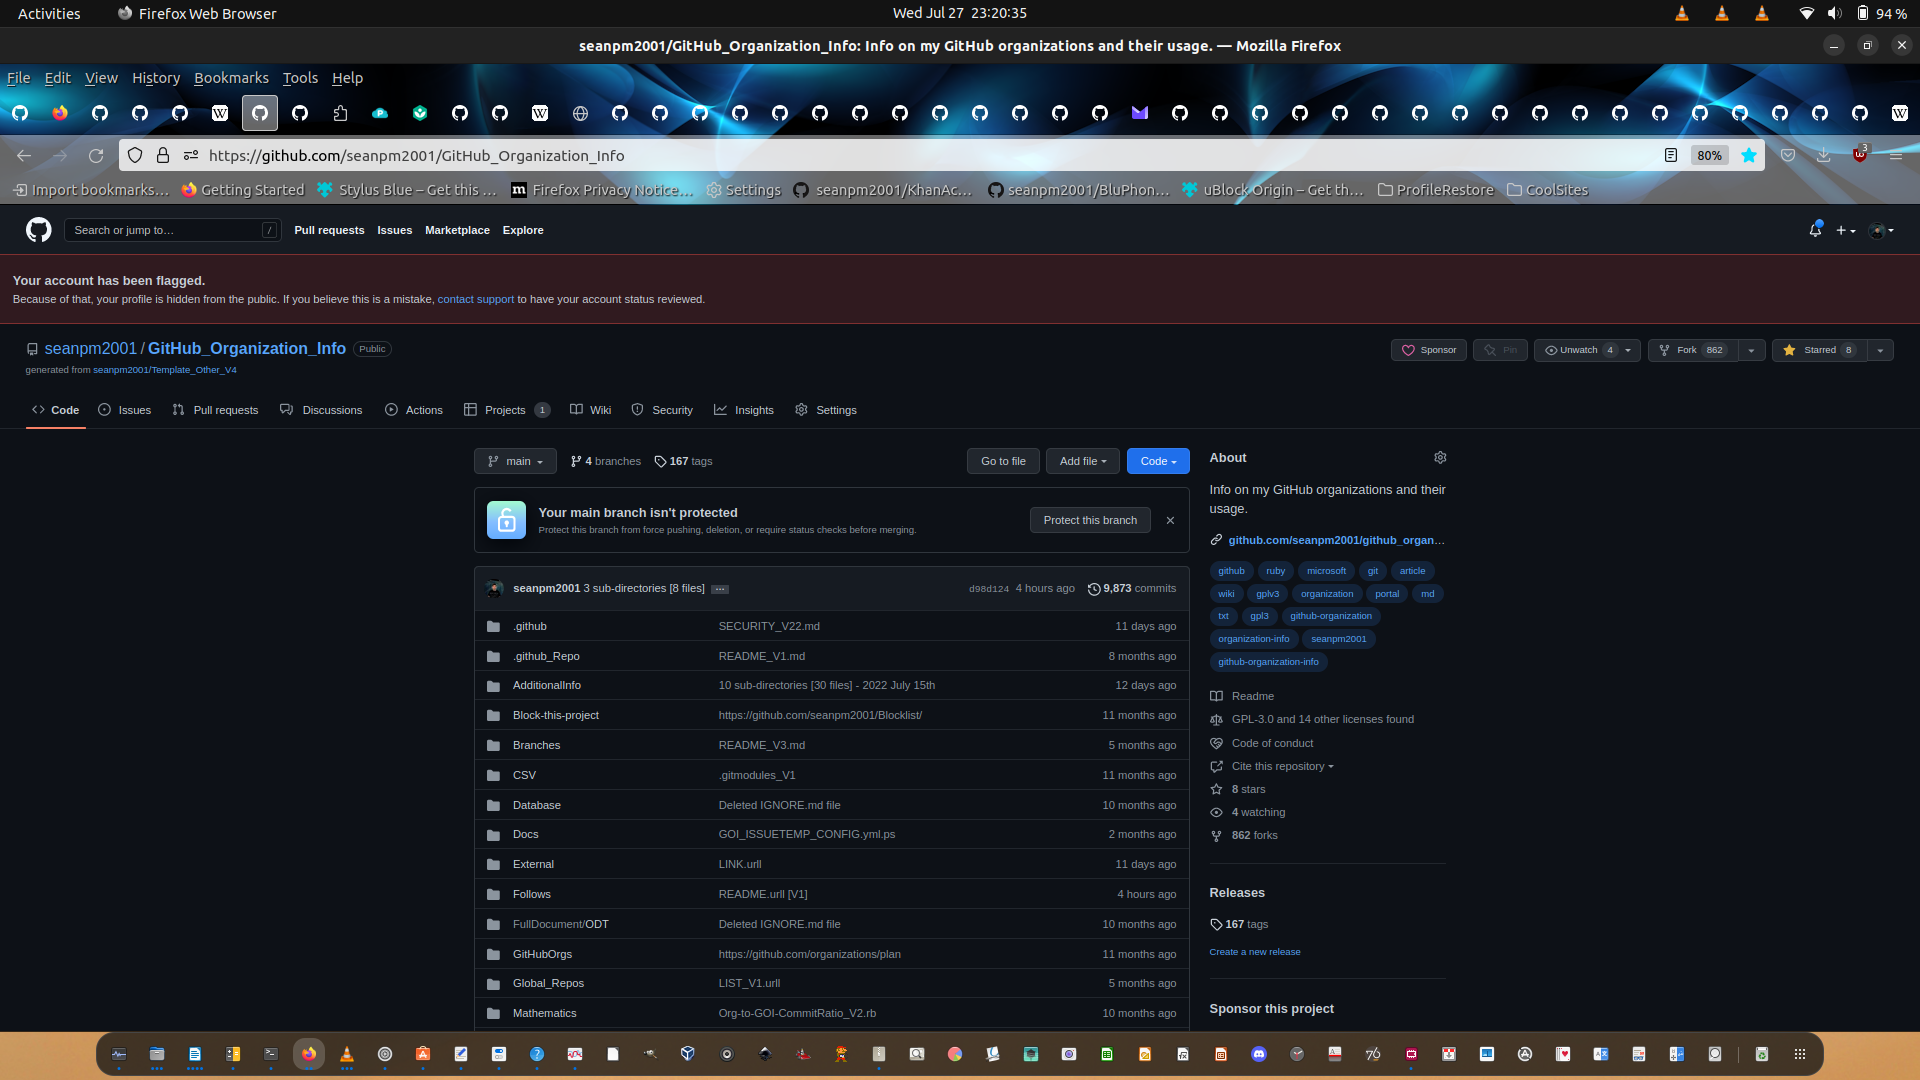 Activities Firefox Web Browser Wed Jul 27 23:20:35 94 %
seanpm2001/GitHub_Organization_Info: Info on my GitHub organizations and their usage. — Mozilla Firefox
File Edit View History Bookmarks Tools Help
https://github.com/seanpm2001/GitHub_Organization_Info 80% 3
Import bookmarks... Getting Started Stylus Blue – Get this ... Firefox Privacy Notice... Settings seanpm2001/KhanAc... seanpm2001/BluPhon... uBlock Origin – Get th... ProfileRestore CoolSites
Search or jump to... / Pull requests Issues Marketplace Explore
Your account has been flagged.
Because of that, your profile is hidden from the public. If you believe this is a mistake, contact support to have your account status reviewed.
seanpm2001 / GitHub_Organization_Info Public Sponsor Pin Unwatch 4 Fork 862 Starred 8
generated from seanpm2001/Template_Other_V4
Code Issues Pull requests Discussions Actions Projects 1 Wiki Security Insights Settings
main 4 branches 167 tags Go to file Add file Code
Your main branch isn't protected
Protect this branch from force pushing, deletion, or require status checks before merging.
Protect this branch
seanpm2001 3 sub-directories [8 files] ... d98d124 4 hours ago 9,873 commits
.github SECURITY_V22.md 11 days ago
.github_Repo README_V1.md 8 months ago
AdditionalInfo 10 sub-directories [30 files] - 2022 July 15th 12 days ago
Block-this-project https://github.com/seanpm2001/Blocklist/ 11 months ago
Branches README_V3.md 5 months ago
CSV .gitmodules_V1 11 months ago
Database Deleted IGNORE.md file 10 months ago
Docs GOI_ISSUETEMP_CONFIG.yml.ps 2 months ago
External LINK.urll 11 days ago
Follows README.urll [V1] 4 hours ago
FullDocument/ODT Deleted IGNORE.md file 10 months ago
GitHubOrgs https://github.com/organizations/plan 11 months ago
Global_Repos LIST_V1.urll 5 months ago
Mathematics Org-to-GOI-CommitRatio_V2.rb 10 months ago
About
Info on my GitHub organizations and their
usage.
github.com/seanpm2001/github_organ...
github ruby microsoft git article
wiki gplv3 organization portal md
txt gpl3 github-organization
organization-info seanpm2001
github-organization-info
Readme
GPL-3.0 and 14 other licenses found
Code of conduct
Cite this repository
8 stars
4 watching
862 forks
Releases
167 tags
Create a new release
Sponsor this project